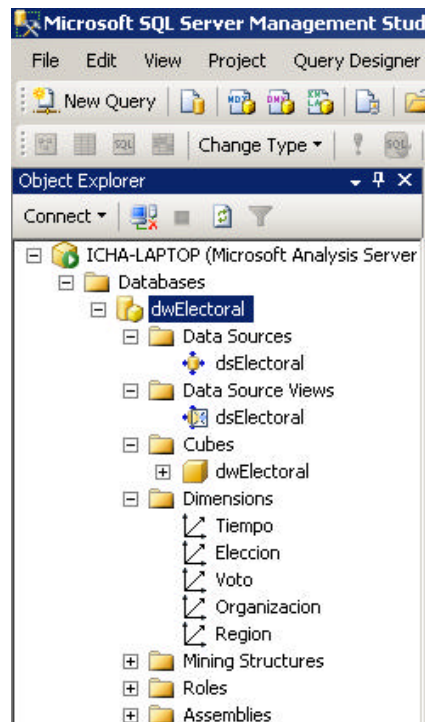 Microsoft SQL Server Management Stud
File Edit View Project Query Designer
New Query
Change Type
Object Explorer
Connect
ICHA-LAPTOP (Microsoft Analysis Server
Databases
dwElectoral
Data Sources
dsElectoral
Data Source Views
dsElectoral
Cubes
dwElectoral
Dimensions
Tiempo
Eleccion
Voto
Organizacion
Region
Mining Structures
Roles
Assemblies